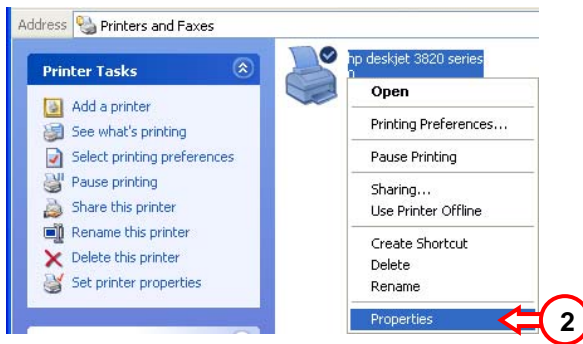 Address Printers and Faxes
Printer Tasks
Add a printer
See what's printing
Select printing preferences
Pause printing
Share this printer
Rename this printer
Delete this printer
Set printer properties
hp deskjet 3820 series
Open
Printing Preferences...
Pause Printing
Sharing...
Use Printer Offline
Create Shortcut
Delete
Rename
Properties
2